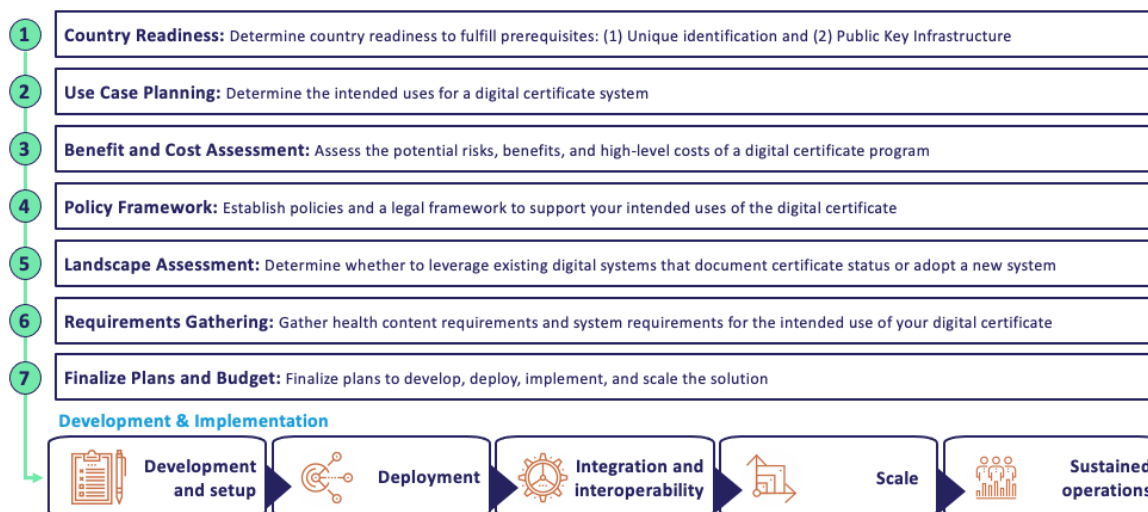 1 Country Readiness: Determine country readiness to fulfill prerequisites: (1) Unique identification and (2) Public Key Infrastructure
2 Use Case Planning: Determine the intended uses for a digital certificate system
3 Benefit and Cost Assessment: Assess the potential risks, benefits, and high-level costs of a digital certificate program
4 Policy Framework: Establish policies and a legal framework to support your intended uses of the digital certificate
5 Landscape Assessment: Determine whether to leverage existing digital systems that document certificate status or adopt a new system
6 Requirements Gathering: Gather health content requirements and system requirements for the intended use of your digital certificate
7 Finalize Plans and Budget: Finalize plans to develop, deploy, implement, and scale the solution
Development & Implementation
Development
and setup
Deployment
Integration and
interoperability
Scale
Sustained
operations